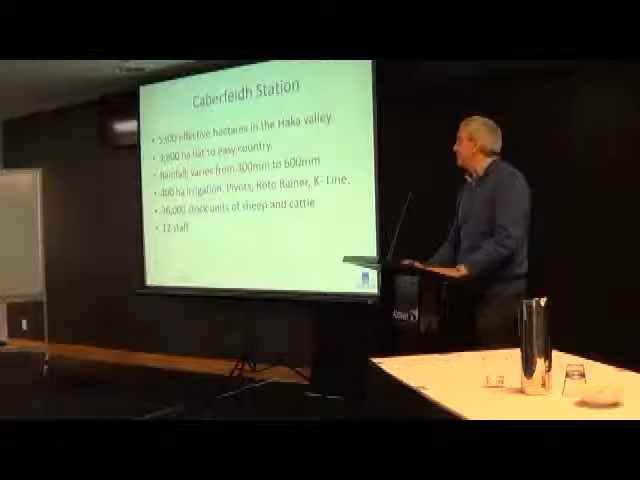 Caberfeidh Station
• 5300 effective hectares in the Haka valley.
• 3,800 ha flat to easy country.
• Rainfall, varies from 300mm to 600mm
• 400 ha irrigation. Pivots, Roto Rainer, K- Line.
• 36,000 stock units of sheep and cattle
• 12 staff